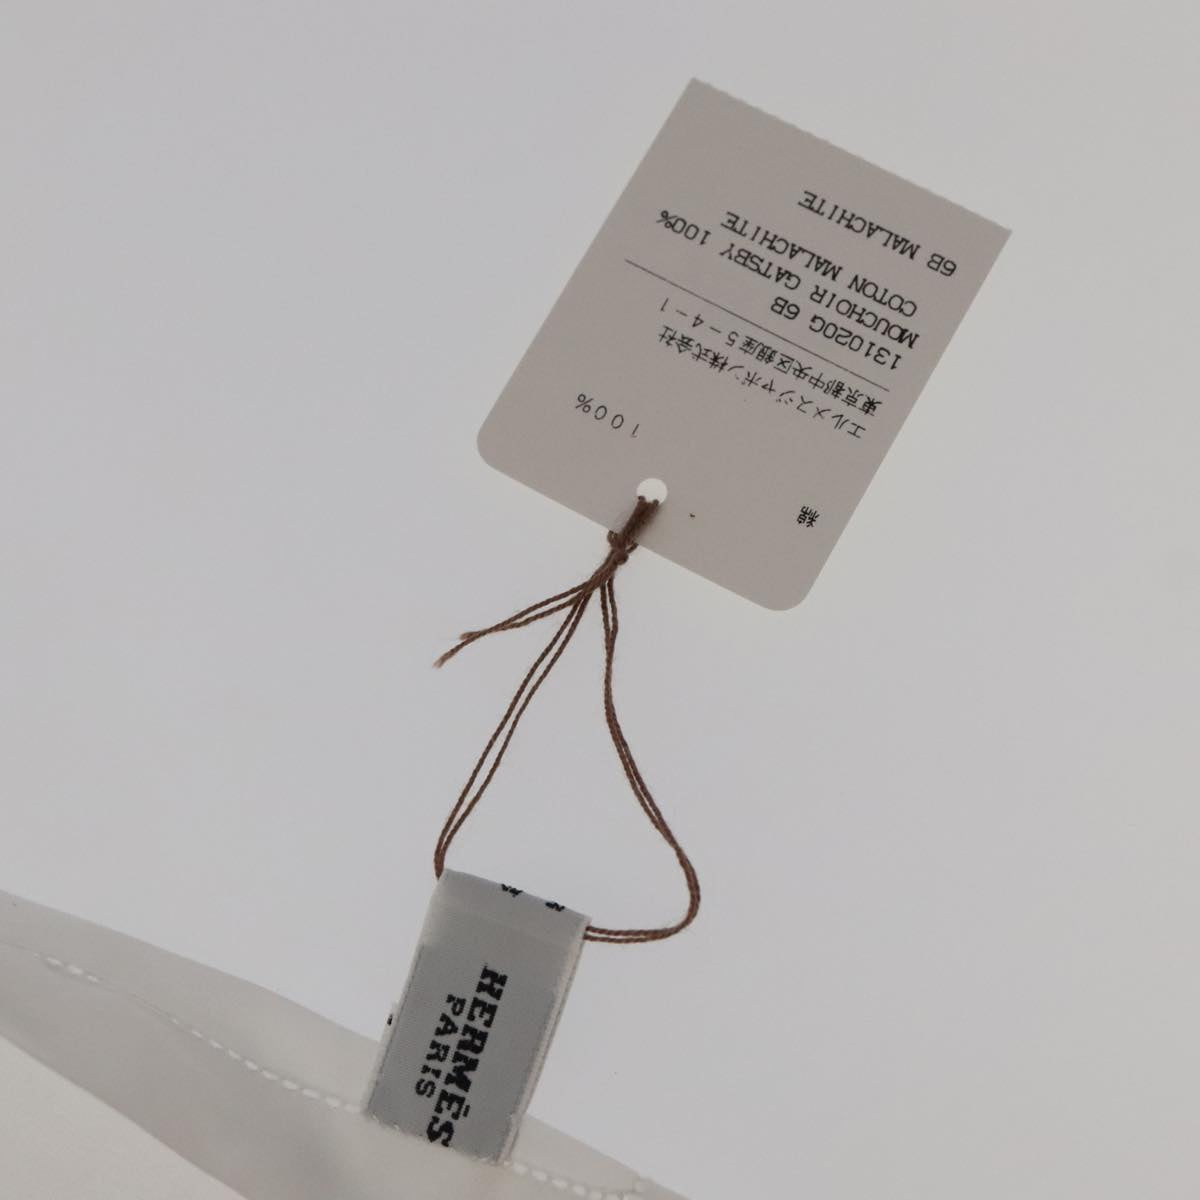 綿 100%
エルメスジャポン株式会社
東京都中央区銀座5-4-1
131020G 6B
MOUCHOIR GATSBY 100%
COTON MALACHITE
6B MALACHITE
HERMÈS
PARIS